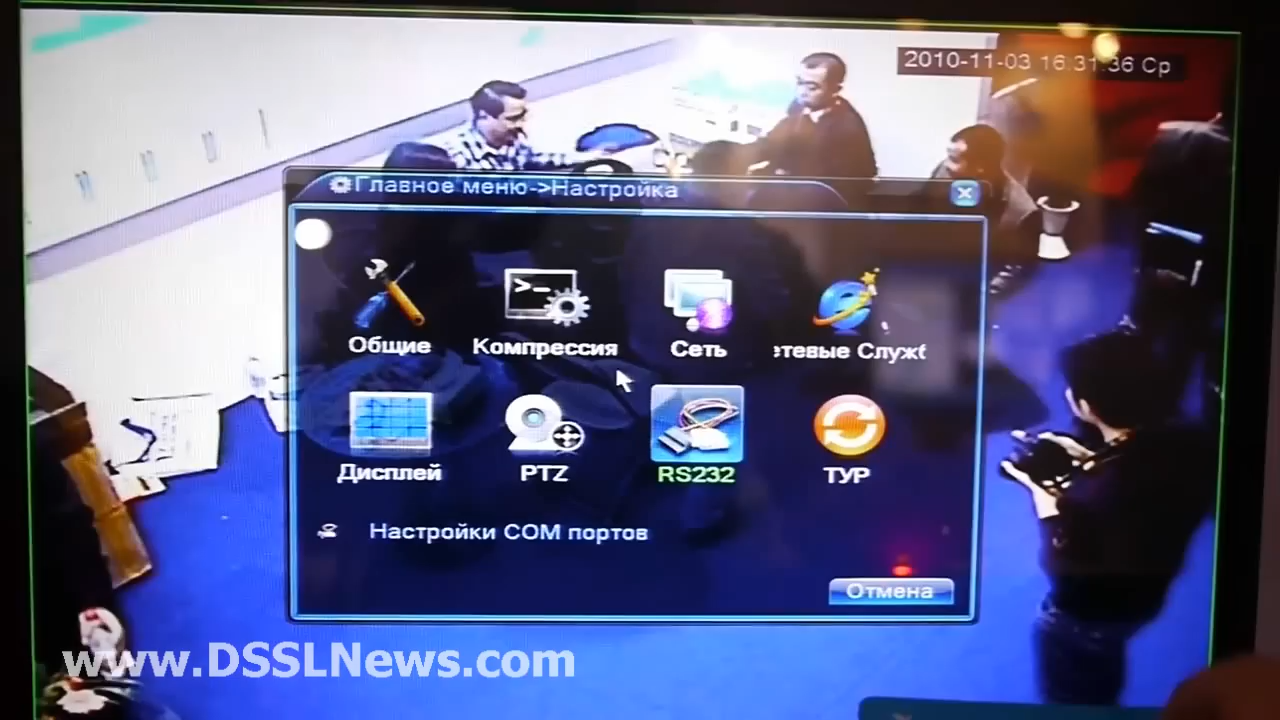 2010-11-03 16:31:36 Ср
Главное меню->Настройка
Общие
Компрессия
Сеть
етевые Служб
Дисплей
PTZ
RS232
ТУР
Настройки COM портов
Отмена
www.DSSLNews.com